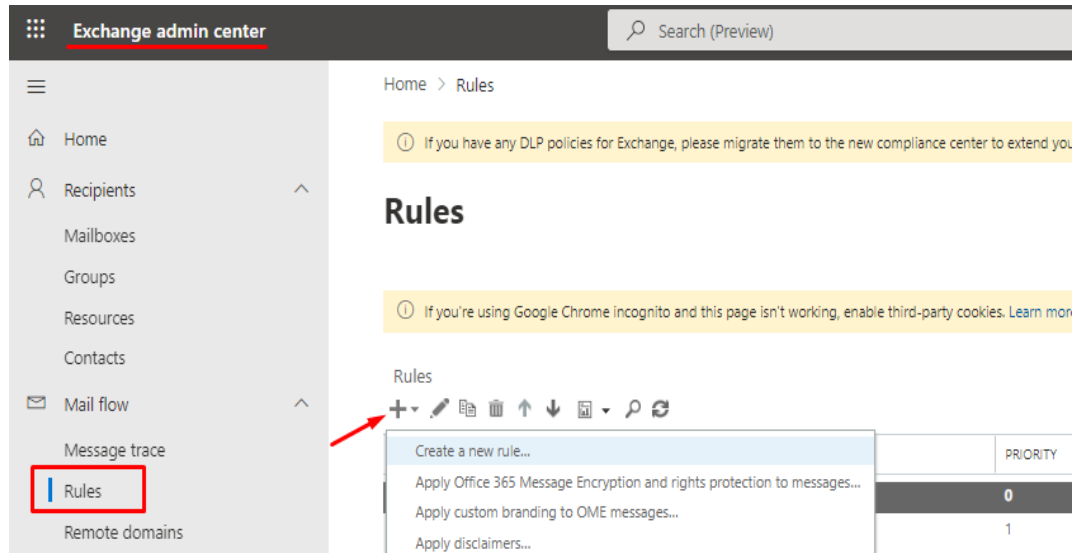 Exchange admin center
Search (Preview)
Home > Rules
Home
If you have any DLP policies for Exchange, please migrate them to the new compliance center to extend you
Recipients
Rules
Mailboxes
Groups
If you're using Google Chrome incognito and this page isn't working, enable third-party cookies. Learn more
Resources
Contacts
Rules
Mail flow
Message trace
Create a new rule...
PRIORITY
Rules
Apply Office 365 Message Encryption and rights protection to messages...
0
Apply custom branding to OME messages...
Remote domains
1
Apply disclaimers...